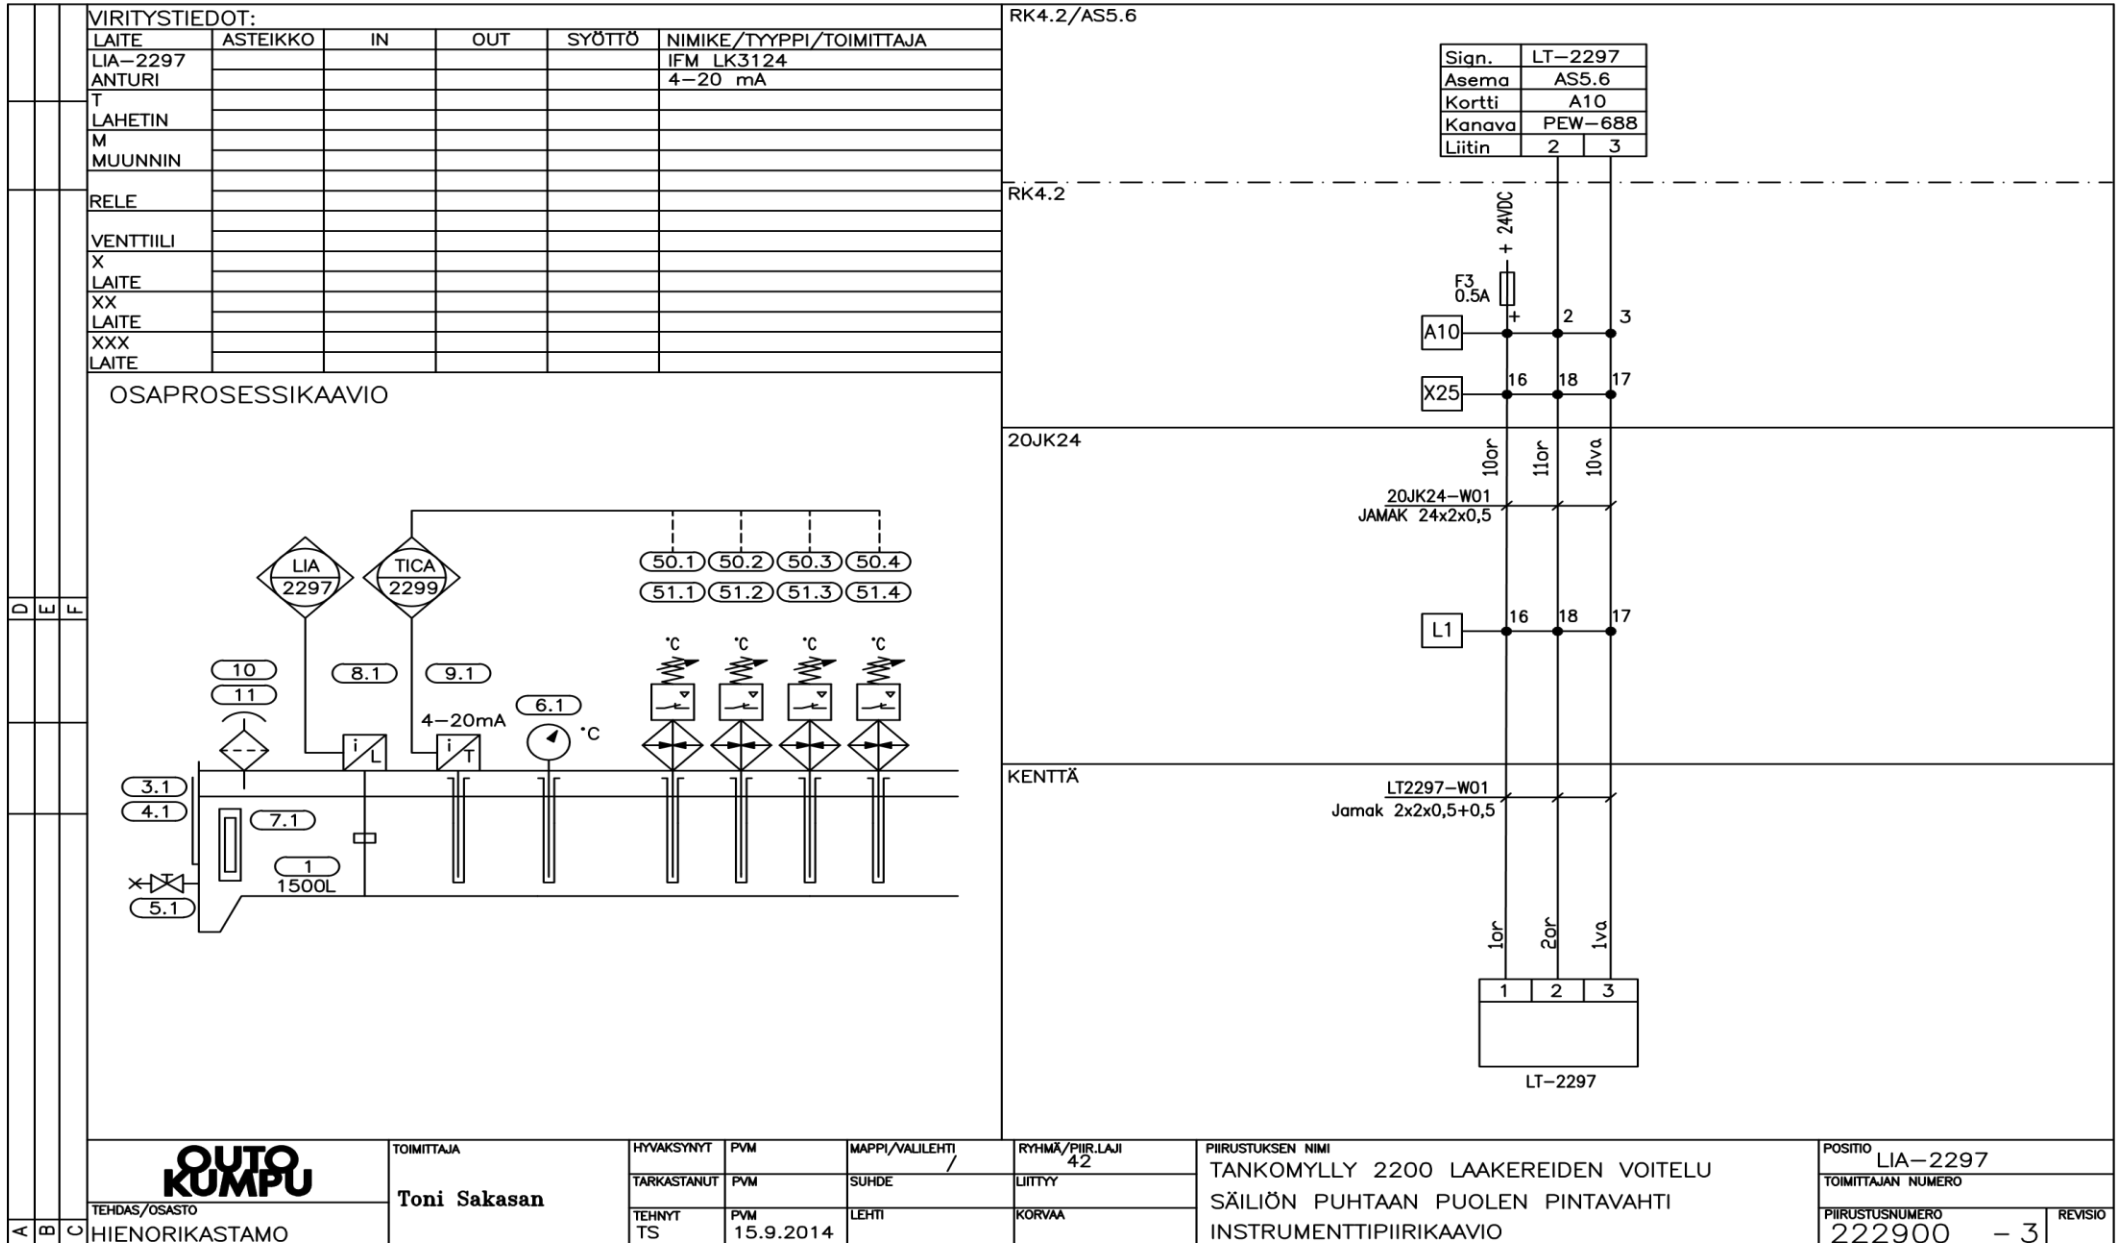 VIRITYSTIEDOT:
LAITE ASTEIKKO IN OUT SYÖTTÖ NIMIKE/TYYPPI/TOIMITTAJA
LIA-2297 IFM LK3124
ANTURI 4-20 mA
T
LAHETIN
M
MUUNNIN
RELE
VENTTIILI
X
LAITE
XX
LAITE
XXX
LAITE
OSAPROSESSIKAAVIO
LIA
2297
TICA
2299
50.1 50.2 50.3 50.4
51.1 51.2 51.3 51.4
°C °C °C °C
10
11
8.1
9.1
6.1
4-20mA
°C
i
L
i
T
3.1
4.1
7.1
1
1500L
5.1
RK4.2/AS5.6
Sign. LT-2297
Asema AS5.6
Kortti A10
Kanava PEW-688
Liitin 2 3
RK4.2
+ 24VDC
F3
0.5A
+ 2 3
A10
16 18 17
X25
20JK24
10or 11or 10va
20JK24-W01
JAMAK 24x2x0,5
16 18 17
L1
KENTTÄ
LT2297-W01
Jamak 2x2x0,5+0,5
1or 2or 1va
1 2 3
LT-2297
D E F
A B C
OUTO
KUMPU
TEHDAS/OSASTO
HIENORIKASTAMO
TOIMITTAJA
Toni Sakasan
HYVAKSYNYT PVM
TARKASTANUT PVM
TEHNYT PVM
TS 15.9.2014
MAPPI/VALILEHTI
/
SUHDE
LEHTI
RYHMÄ/PIIR.LAJI
42
LIITTYY
KORVAA
PIIRUSTUKSEN NIMI
TANKOMYLLY 2200 LAAKEREIDEN VOITELU
SÄILIÖN PUHTAAN PUOLEN PINTAVAHTI
INSTRUMENTTIPIIRIKAAVIO
POSITIO
LIA-2297
TOIMITTAJAN NUMERO
PIIRUSTUSNUMERO REVISIO
222900 - 3